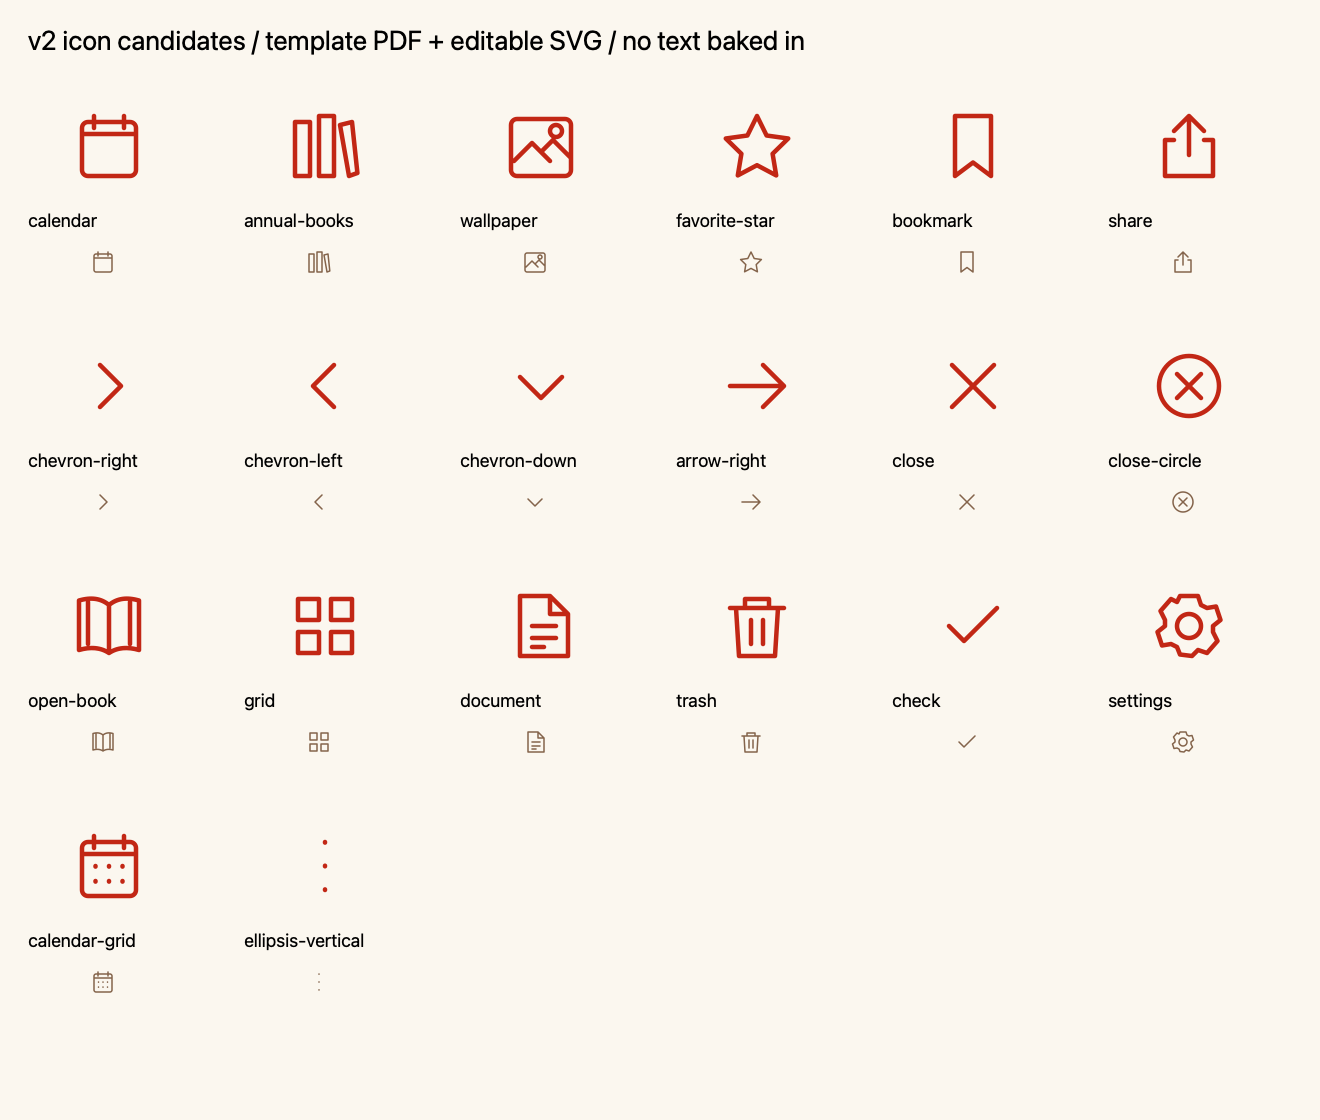 v2 icon candidates / template PDF + editable SVG / no text baked in
calendar
annual-books
wallpaper
favorite-star
bookmark
share
chevron-right
chevron-left
chevron-down
arrow-right
close
close-circle
open-book
grid
document
trash
check
settings
calendar-grid
ellipsis-vertical